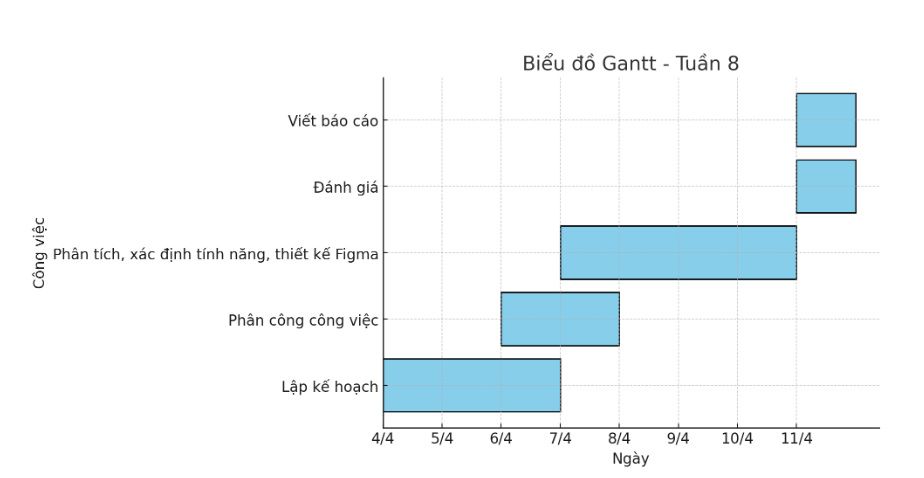 Biểu đồ Gantt - Tuần 8
Công việc
Viết báo cáo
Đánh giá
Phân tích, xác định tính năng, thiết kế Figma
Phân công công việc
Lập kế hoạch
4/4 5/4 6/4 7/4 8/4 9/4 10/4 11/4
Ngày